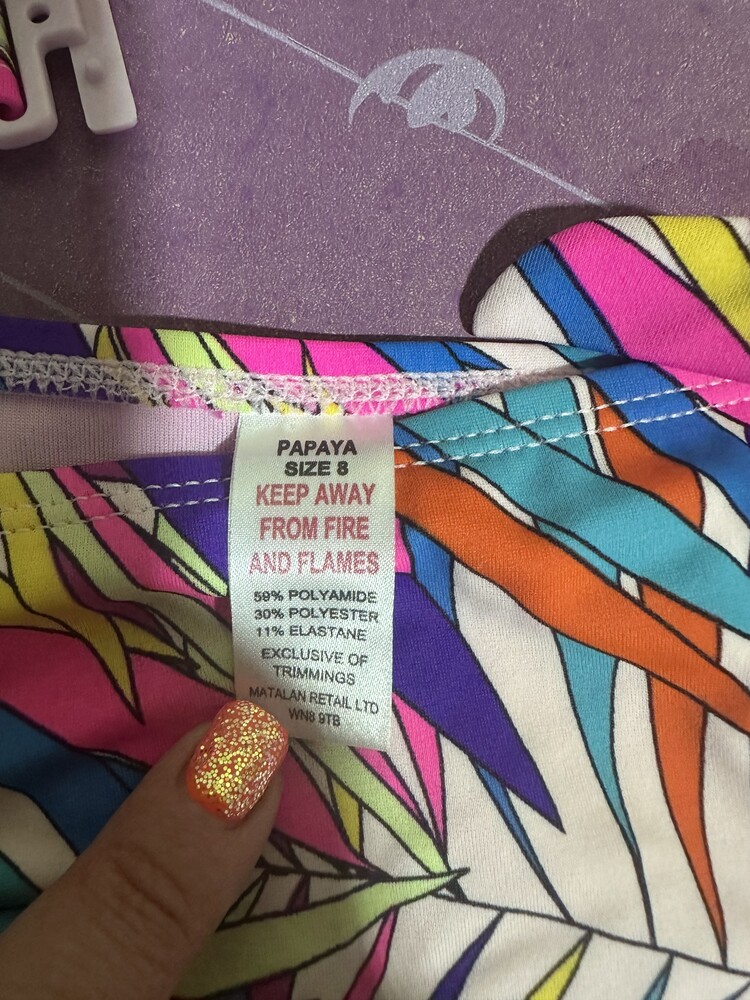 PAPAYA
SIZE 8
KEEP AWAY
FROM FIRE
AND FLAMES
59% POLYAMIDE
30% POLYESTER
11% ELASTANE
EXCLUSIVE OF
TRIMMINGS
MATALAN RETAIL LTD
WN8 9TB